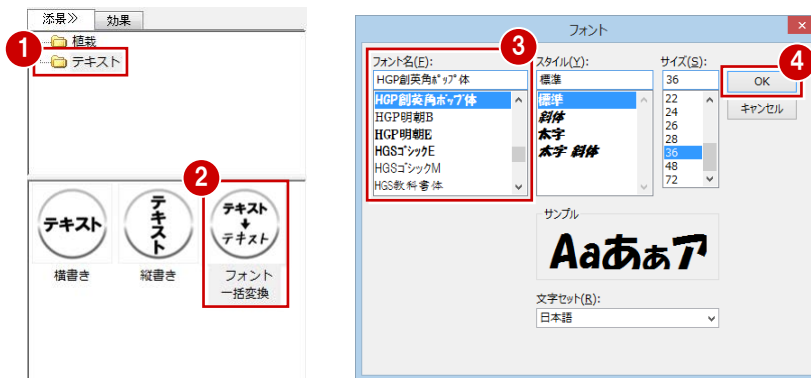 添景≫
効果
1
植栽
テキスト
2
テキスト
横書き
テキスト
縦書き
テキスト
テキスト
フォント
一括変換
フォント
×
3
4
フォント名(F):
スタイル(Y):
サイズ(S):
HGP創英角ﾎﾟｯﾌﾟ体
標準
36
OK
キャンセル
HGP創英角ﾎﾟｯﾌﾟ体
HGP明朝B
HGP明朝E
HGSｺﾞｼｯｸE
HGSｺﾞｼｯｸM
HGS教科書体
標準
斜体
太字
太字 斜体
22
24
26
28
36
48
72
サンプル
Aaあぁア
文字セット(R):
日本語